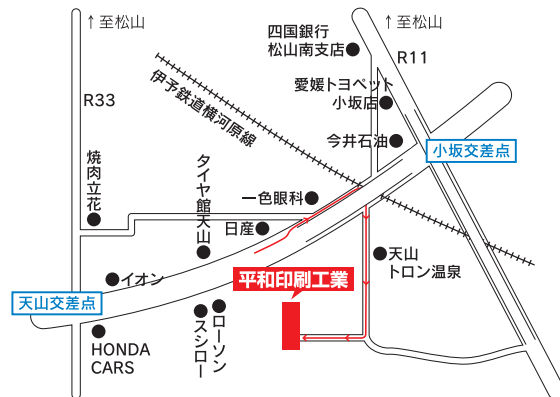 ↑至松山
↑至松山
四国銀行
松山南支店
R11
愛媛トヨペット
小坂店
R33
伊予鉄道横河原線
今井石油
小坂交差点
焼肉立花
タイヤ館天山
一色眼科
日産
天山
トロン温泉
イオン
平和印刷工業
天山交差点
ローソン
スシロー
HONDA
CARS